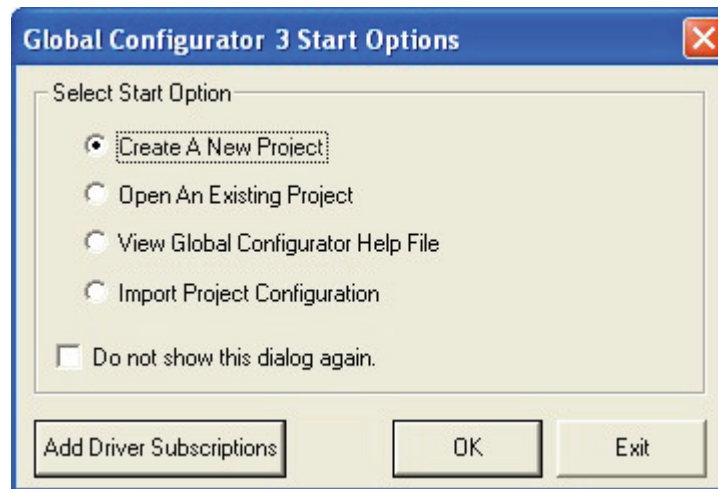 Global Configurator 3 Start Options
Select Start Option
Create A New Project
Open An Existing Project
View Global Configurator Help File
Import Project Configuration
Do not show this dialog again.
Add Driver Subscriptions OK Exit